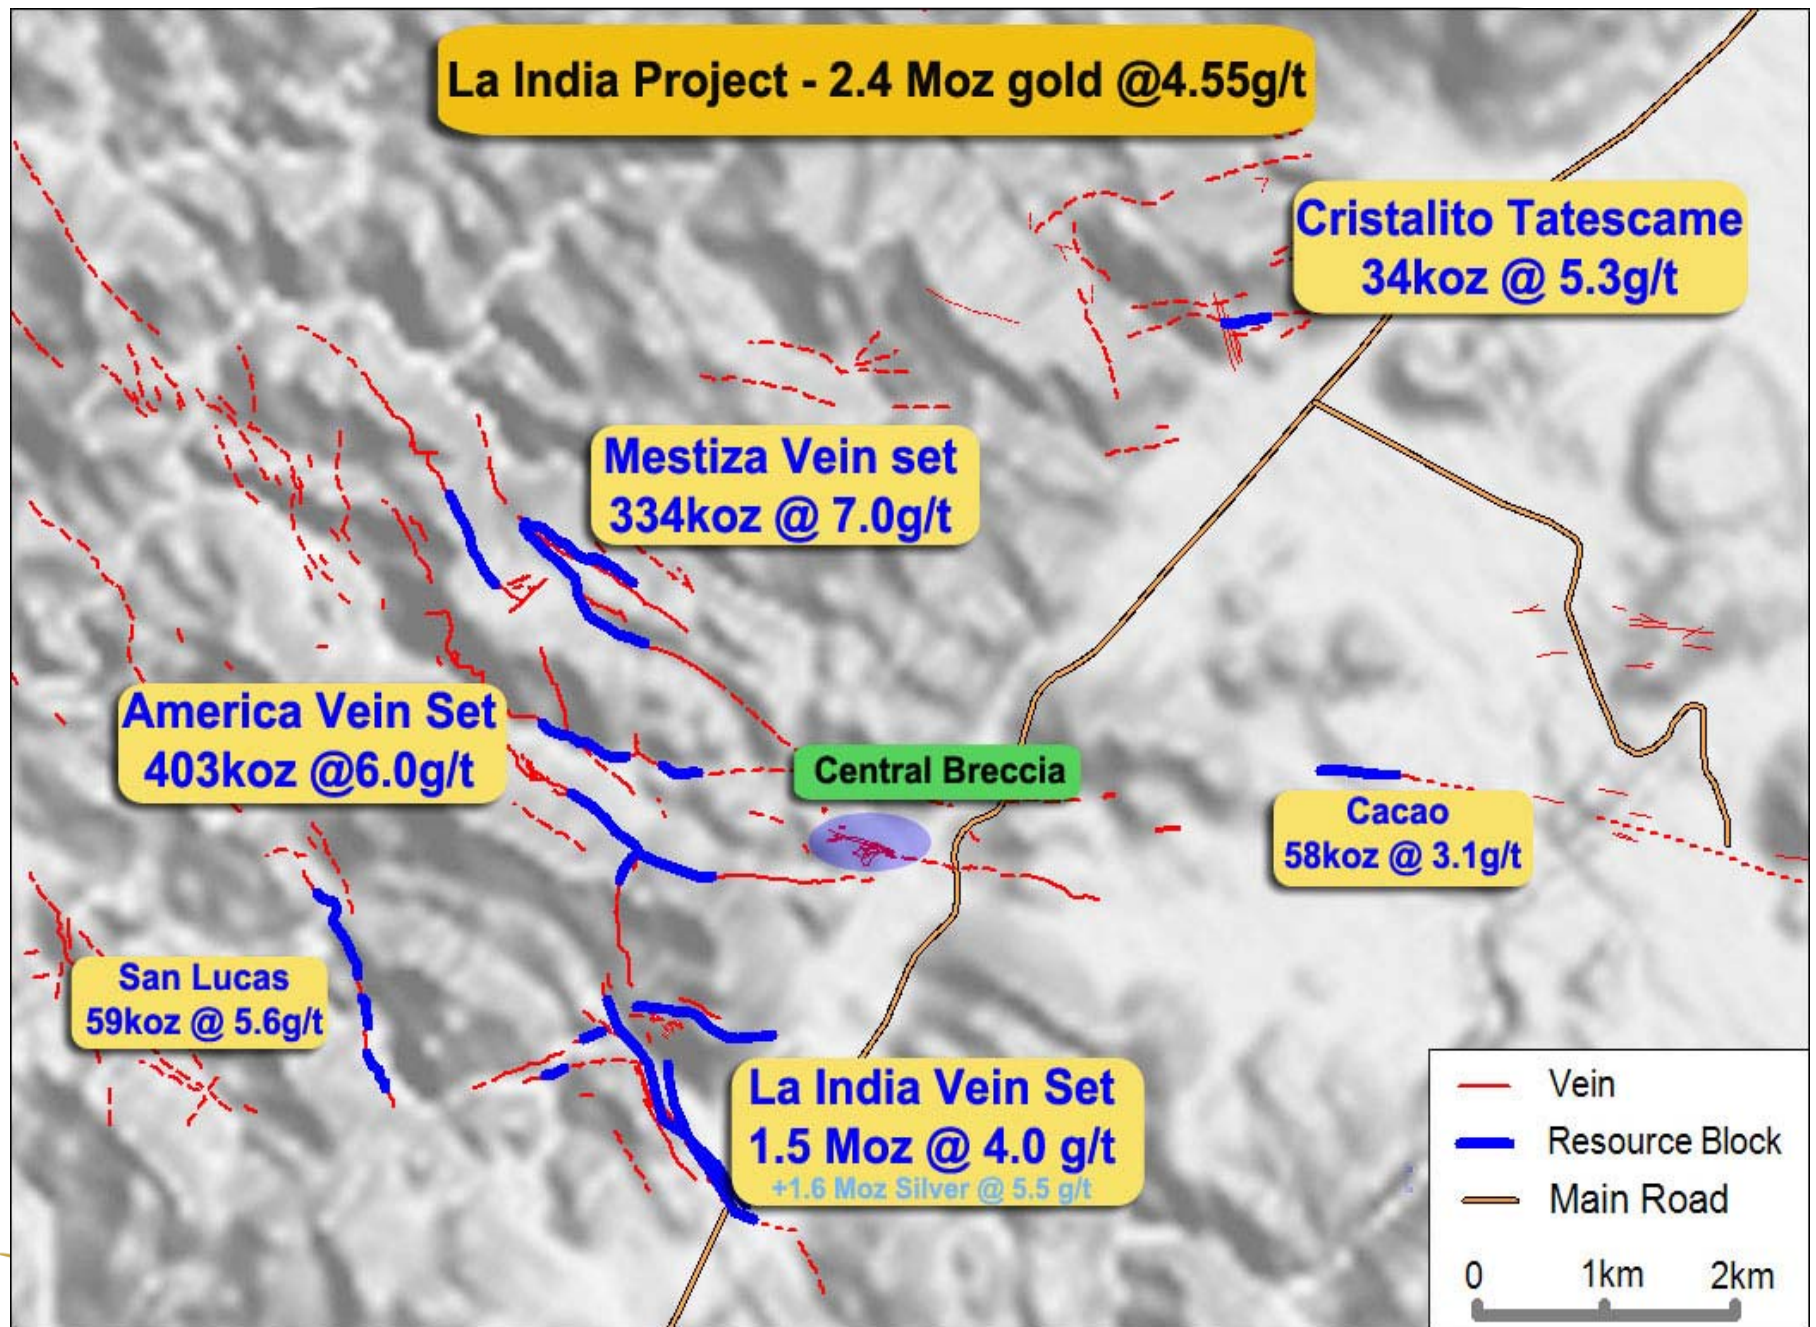 La India Project - 2.4 Moz gold @4.55g/t
Cristalito Tatescame
34koz @ 5.3g/t
Mestiza Vein set
334koz @ 7.0g/t
America Vein Set
403koz @6.0g/t
Central Breccia
Cacao
58koz @ 3.1g/t
San Lucas
59koz @ 5.6g/t
La India Vein Set
1.5 Moz @ 4.0 g/t
+1.6 Moz Silver @ 5.5 g/t
Vein
Resource Block
Main Road
0 1km 2km